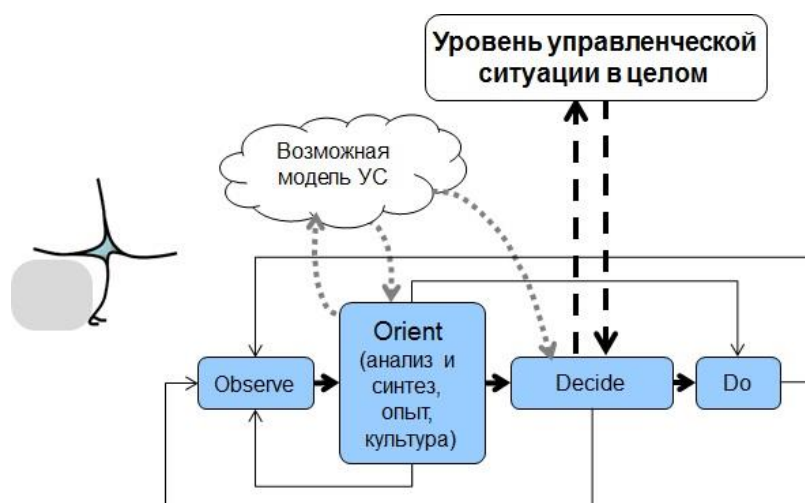 Уровень управленческой
ситуации в целом
Возможная
модель УС
Orient
(анализ и
синтез,
опыт,
культура)
Observe
Decide
Do